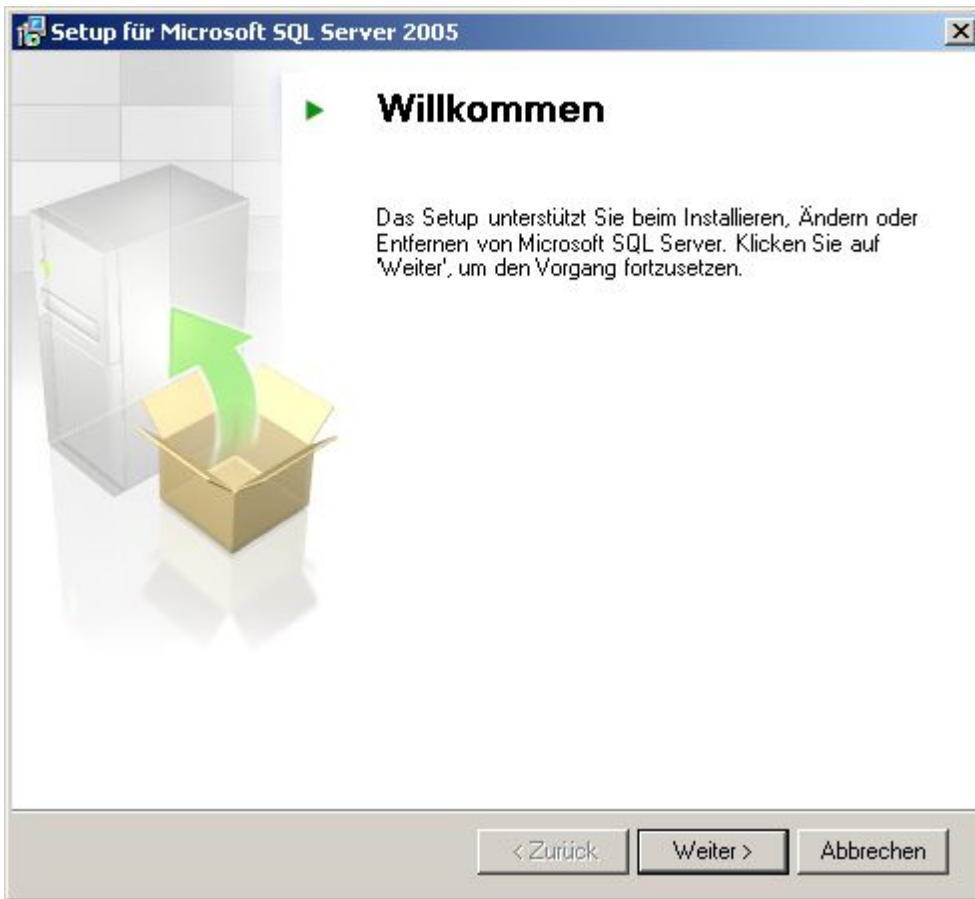 Setup für Microsoft SQL Server 2005
Willkommen
Das Setup unterstützt Sie beim Installieren, Ändern oder
Entfernen von Microsoft SQL Server. Klicken Sie auf
'Weiter', um den Vorgang fortzusetzen.
< Zurück Weiter > Abbrechen